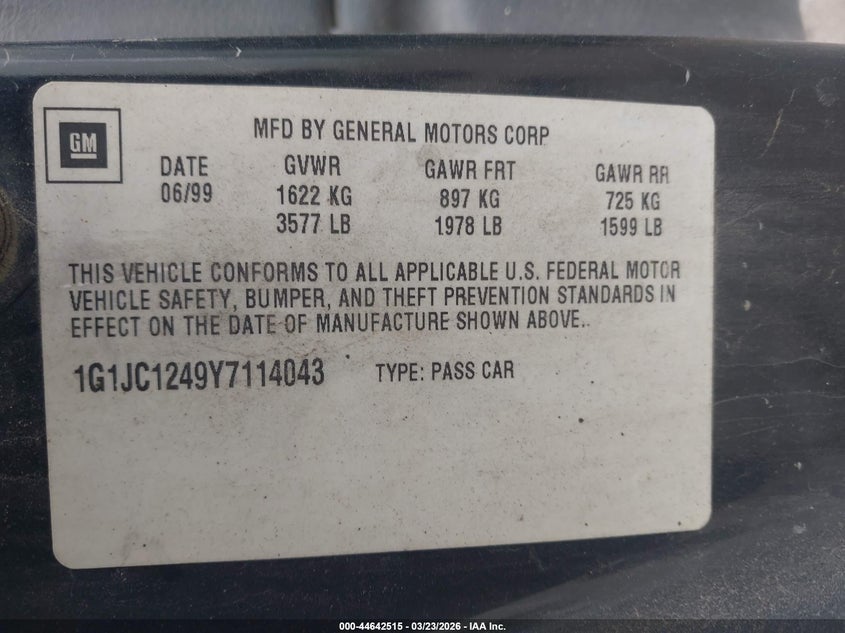 GM
MFD BY GENERAL MOTORS CORP
DATE GVWR GAWR FRT GAWR RR
06/99 1622 KG 897 KG 725 KG
3577 LB 1978 LB 1599 LB
THIS VEHICLE CONFORMS TO ALL APPLICABLE U.S. FEDERAL MOTOR
VEHICLE SAFETY, BUMPER, AND THEFT PREVENTION STANDARDS IN
EFFECT ON THE DATE OF MANUFACTURE SHOWN ABOVE..
1G1JC1249Y7114043 TYPE: PASS CAR
000-44642515 - 03/23/2026 - IAA Inc.